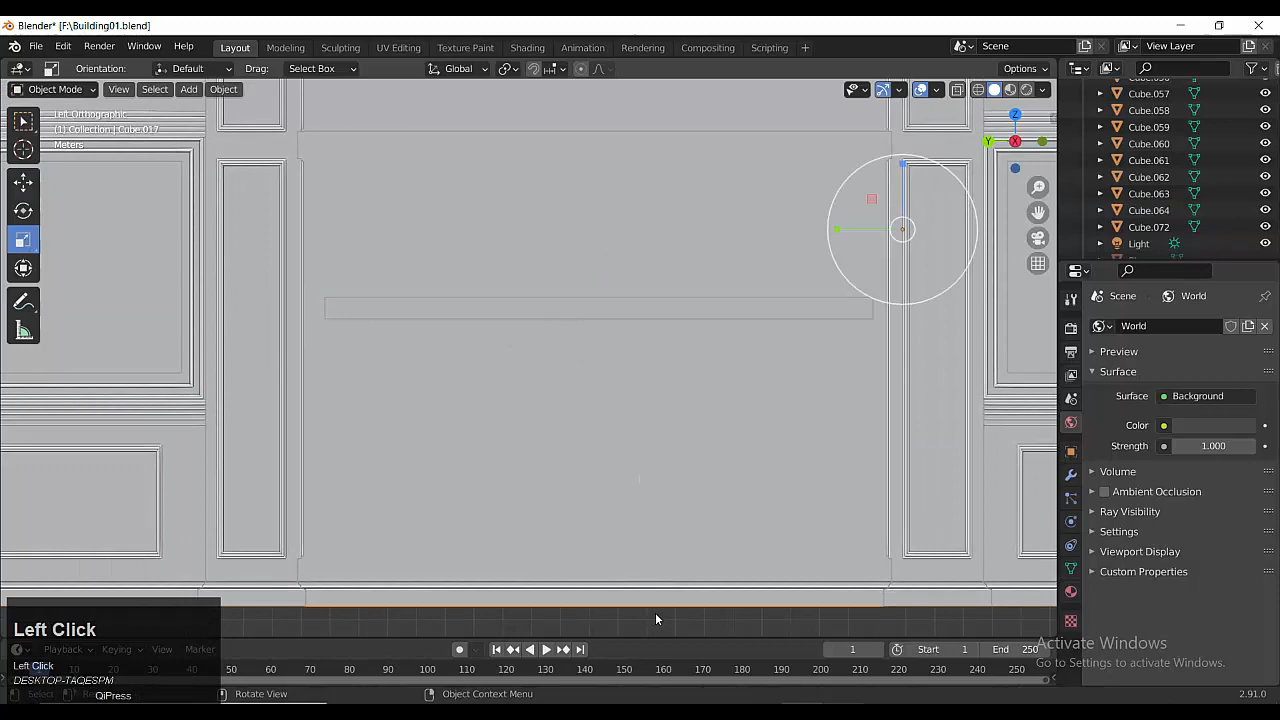 Blender* [F:\Building01.blend]
File Edit Render Window Help Layout Modeling Sculpting UV Editing Texture Paint Shading Animation Rendering Compositing Scripting + Scene View Layer
Orientation: Default Drag: Select Box Global Options
Object Mode View Select Add Object
Left Orthographic
(1) Collection | Cube.017
Meters
Z
Y
X
Cube.057
Cube.058
Cube.059
Cube.060
Cube.061
Cube.062
Cube.063
Cube.064
Cube.072
Light
Scene World
World
Preview
Surface
Surface Background
Color
Strength 1.000
Volume
Ambient Occlusion
Ray Visibility
Settings
Viewport Display
Custom Properties
Left Click
Left Click
DESKTOP-TAQESPM
QiPress
Playback Keying View Marker 1 Start 1 End 250
50 60 70 80 90 100 110 120 130 140 150 160 170 180 190 200 210 220 230 240 250
Select Rotate View Object Context Menu 2.91.0
Activate Windows
Go to Settings to activate Windows.